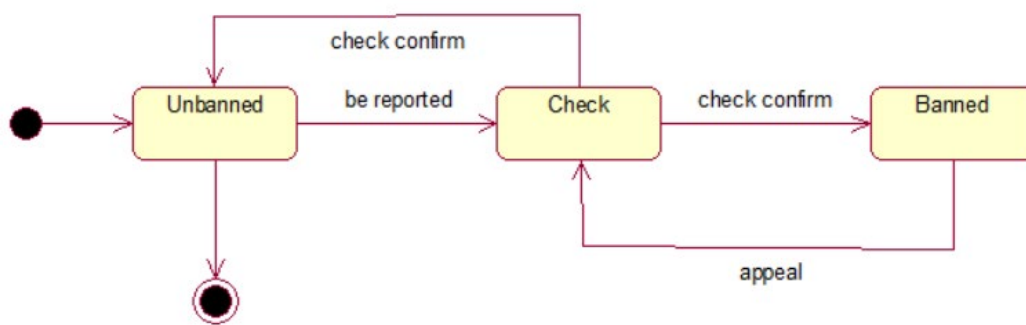 check confirm
Unbanned
be reported
Check
check confirm
Banned
appeal